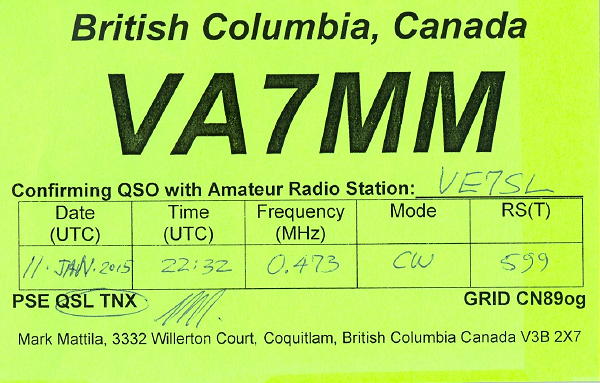 British Columbia, Canada
VA7MM
Confirming QSO with Amateur Radio Station: VE7SL
Date (UTC) Time (UTC) Frequency (MHz) Mode RS(T)
11·JAN·2015 22:32 0.473 CW 599
PSE QSL TNX GRID CN89og
Mark Mattila, 3332 Willerton Court, Coquitlam, British Columbia Canada V3B 2X7